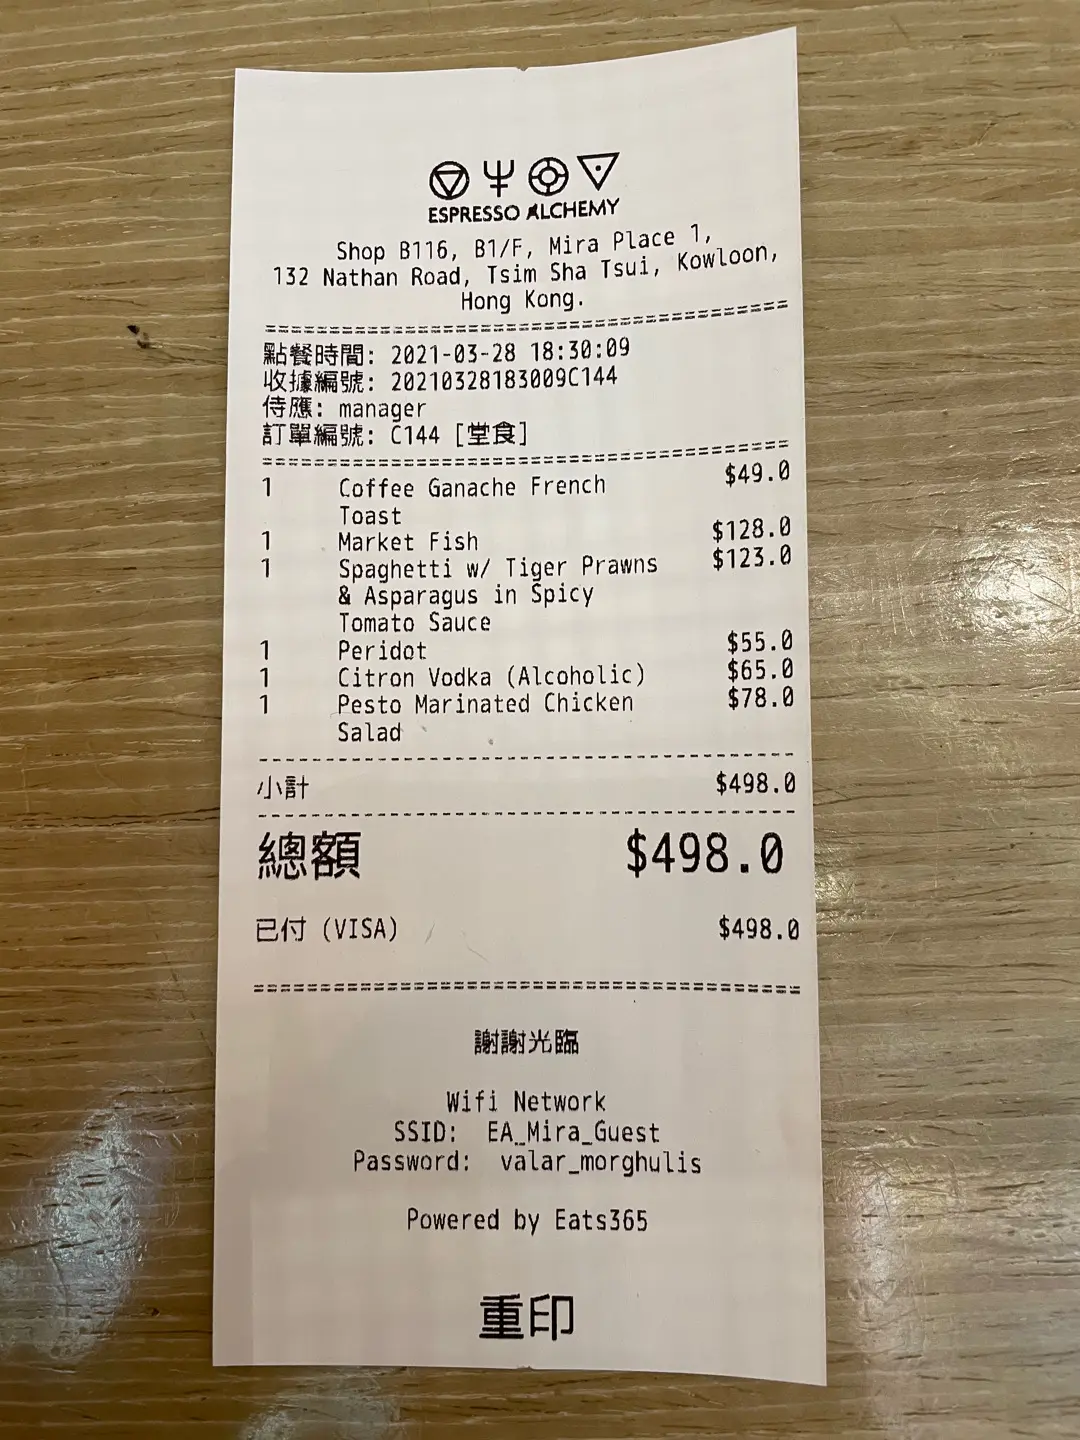 ESPRESSO ALCHEMY
Shop B116, B1/F, Mira Place 1,
132 Nathan Road, Tsim Sha Tsui, Kowloon,
Hong Kong.
點餐時間: 2021-03-28 18:30:09
收據編號: 20210328183009C144
侍應: manager
訂單編號: C144 [堂食]
1 Coffee Ganache French $49.0
Toast
1 Market Fish $128.0
1 Spaghetti w/ Tiger Prawns $123.0
& Asparagus in Spicy
Tomato Sauce
1 Peridot $55.0
1 Citron Vodka (Alcoholic) $65.0
1 Pesto Marinated Chicken $78.0
Salad
小計 $498.0
總額 $498.0
已付 (VISA) $498.0
謝謝光臨
Wifi Network
SSID: EA_Mira_Guest
Password: valar_morghulis
Powered by Eats365
重印